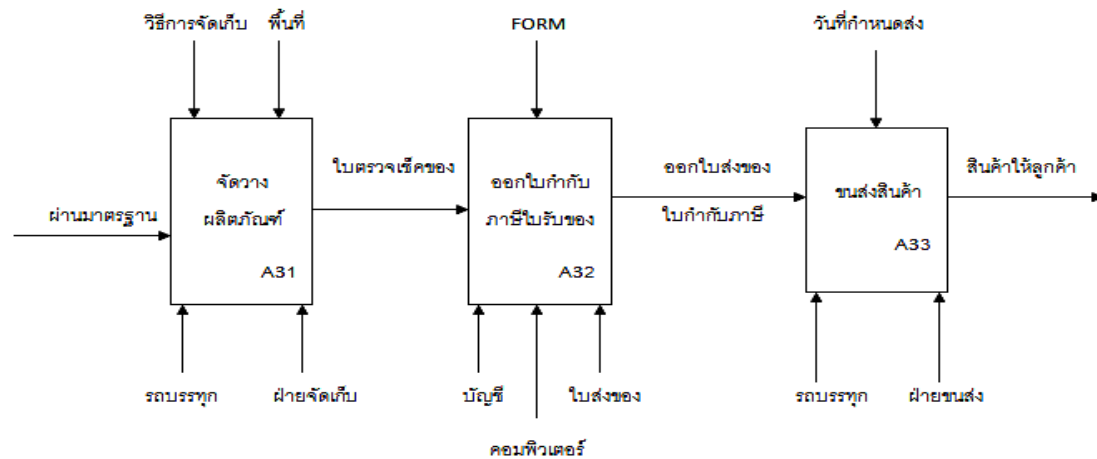 วิธีการจัดเก็บ พื้นที่ FORM วันที่กำหนดส่ง
ใบตรวจเช็คของ ออกใบส่งของ สินค้าให้ลูกค้า
จัดวาง ออกใบกำกับ ขนส่งสินค้า
ผ่านมาตรฐาน ผลิตภัณฑ์ ภาษีใบรับของ ใบกำกับภาษี
A31 A32 A33
รถบรรทุก ฝ่ายจัดเก็บ บัญชี ใบส่งของ รถบรรทุก ฝ่ายขนส่ง
คอมพิวเตอร์